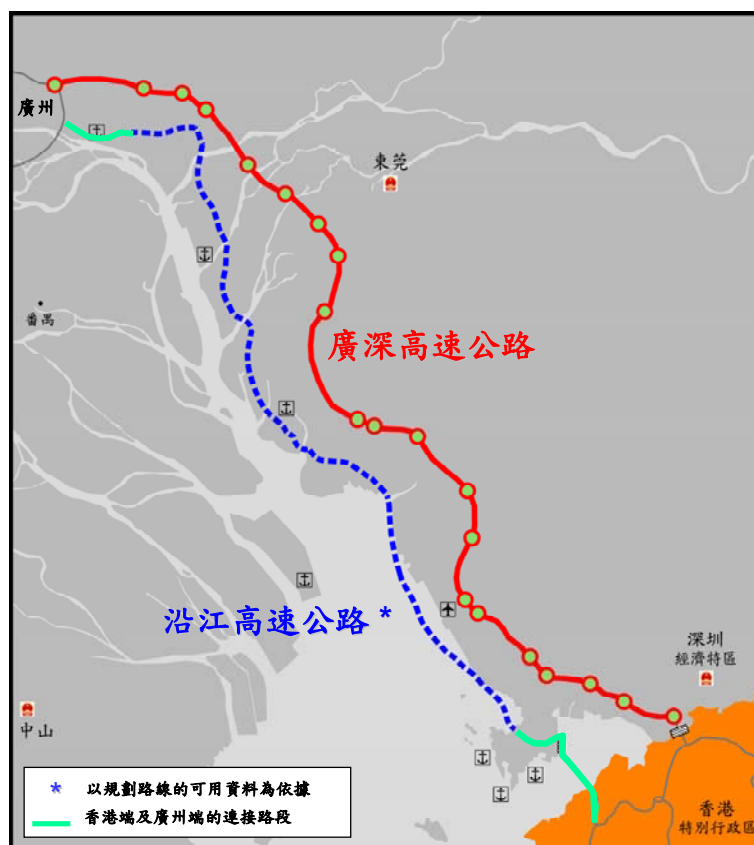 廣州
東莞
番禺
廣深高速公路
沿江高速公路 *
深圳
經濟特區
中山
* 以規劃路線的可用資料為依據
香港端及廣州端的連接路段
香港
特別行政區